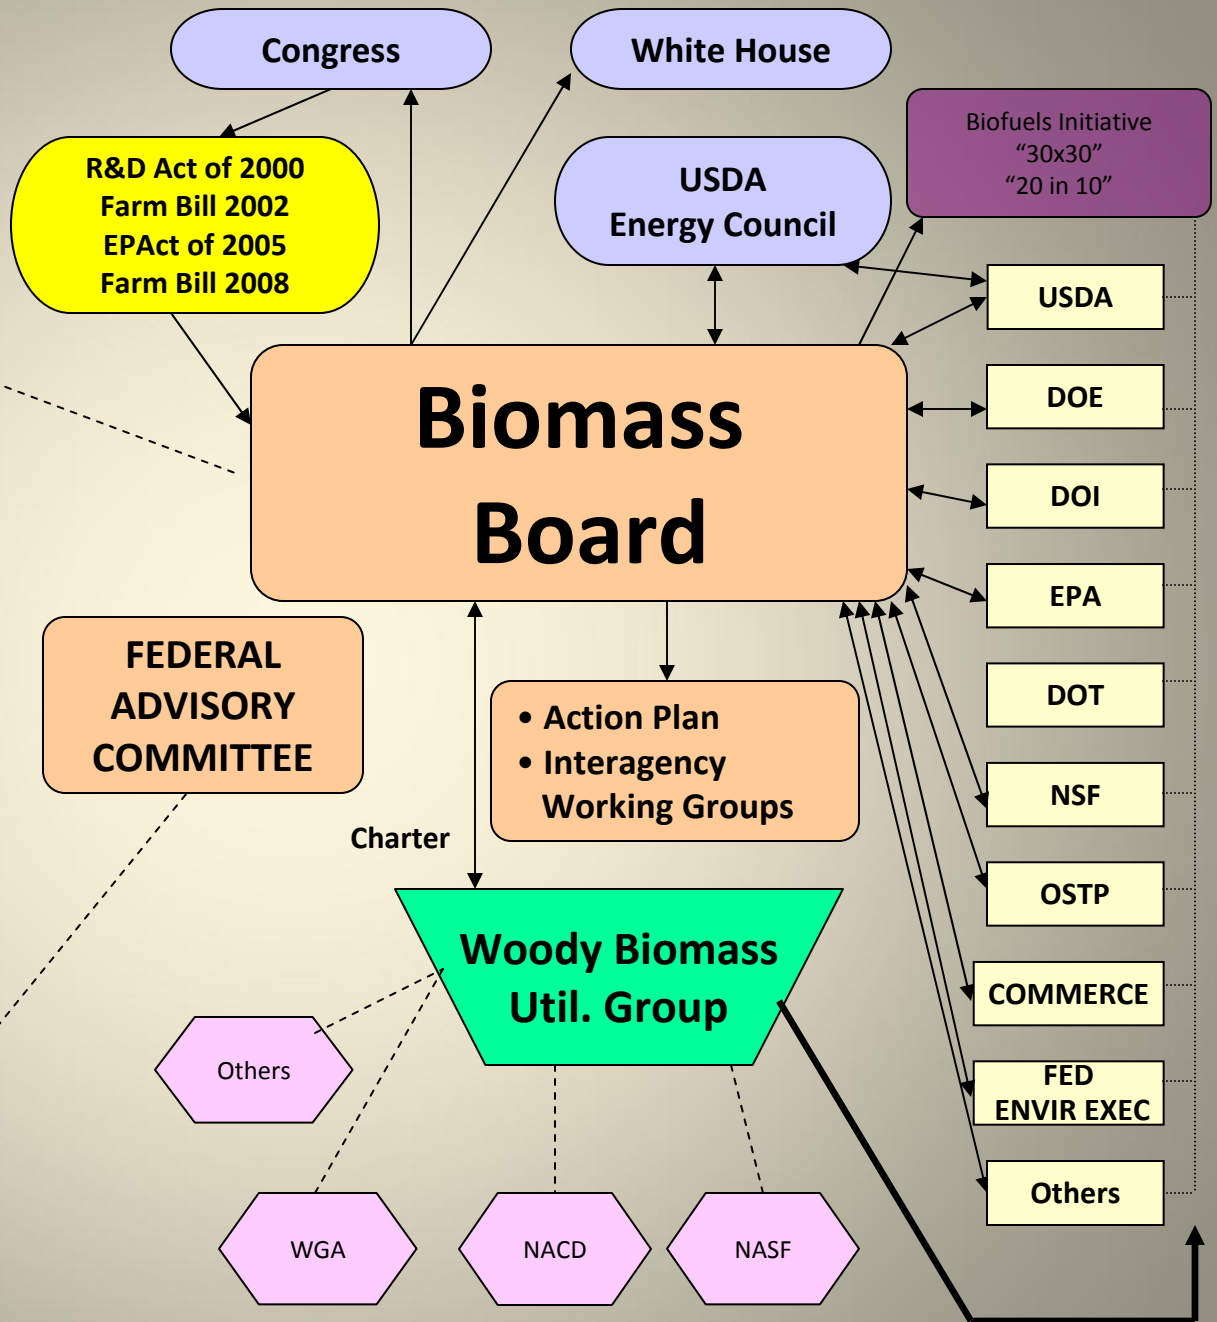 Congress
White House
Biofuels Initiative
“30x30”
“20 in 10”
R&D Act of 2000
Farm Bill 2002
EPAct of 2005
Farm Bill 2008
USDA
Energy Council
USDA
Biomass
Board
DOE
DOI
EPA
DOT
NSF
OSTP
COMMERCE
FED
ENVIR EXEC
Others
FEDERAL
ADVISORY
COMMITTEE
• Action Plan
• Interagency
Working Groups
Charter
Woody Biomass
Util. Group
Others
WGA
NACD
NASF